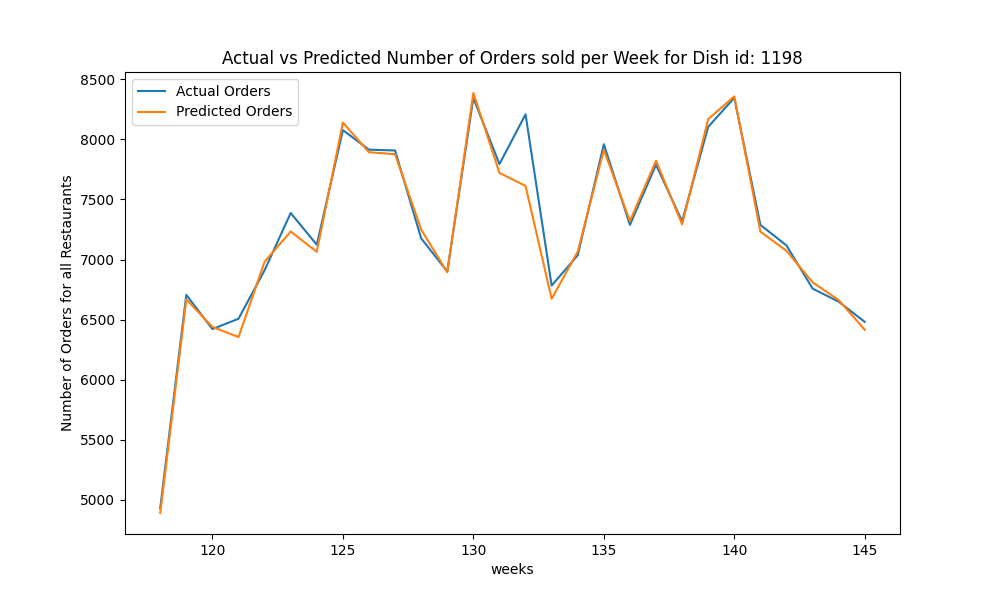 Actual vs Predicted Number of Orders sold per Week for Dish id: 1198
Actual Orders
Predicted Orders
Number of Orders for all Restaurants
8500
8000
7500
7000
6500
6000
5500
5000
120 125 130 135 140 145
weeks